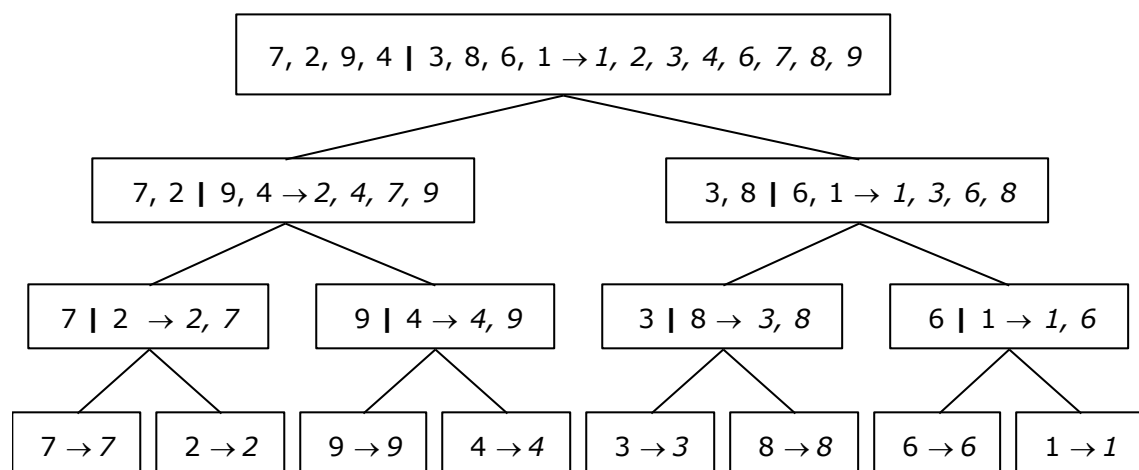 7, 2, 9, 4 | 3, 8, 6, 1 → 1, 2, 3, 4, 6, 7, 8, 9
7, 2 | 9, 4 → 2, 4, 7, 9
3, 8 | 6, 1 → 1, 3, 6, 8
7 | 2 → 2, 7
9 | 4 → 4, 9
3 | 8 → 3, 8
6 | 1 → 1, 6
7 → 7
2 → 2
9 → 9
4 → 4
3 → 3
8 → 8
6 → 6
1 → 1